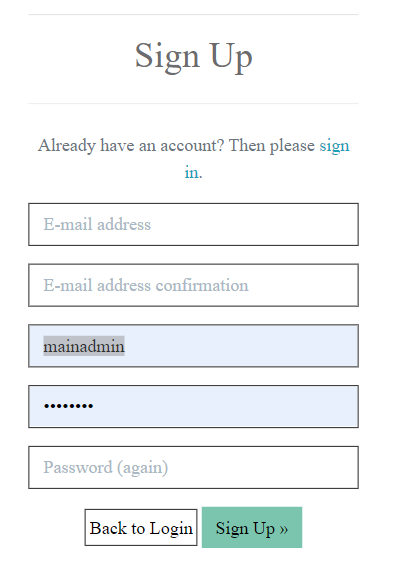 Sign Up
Already have an account? Then please sign
in.
E-mail address
E-mail address confirmation
mainadmin
••••••••
Password (again)
Back to Login
Sign Up »